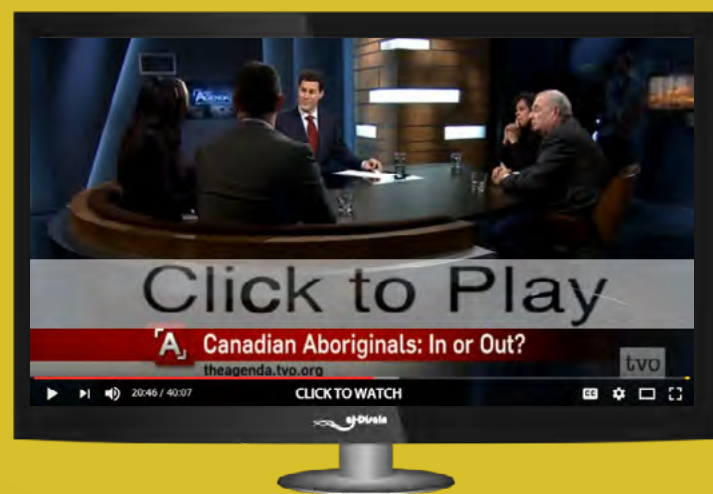 AGENDA
Click to Play
A Canadian Aboriginals: In or Out?
theagenda.tvo.org
tvo
20:46 / 40:07
CLICK TO WATCH
CC